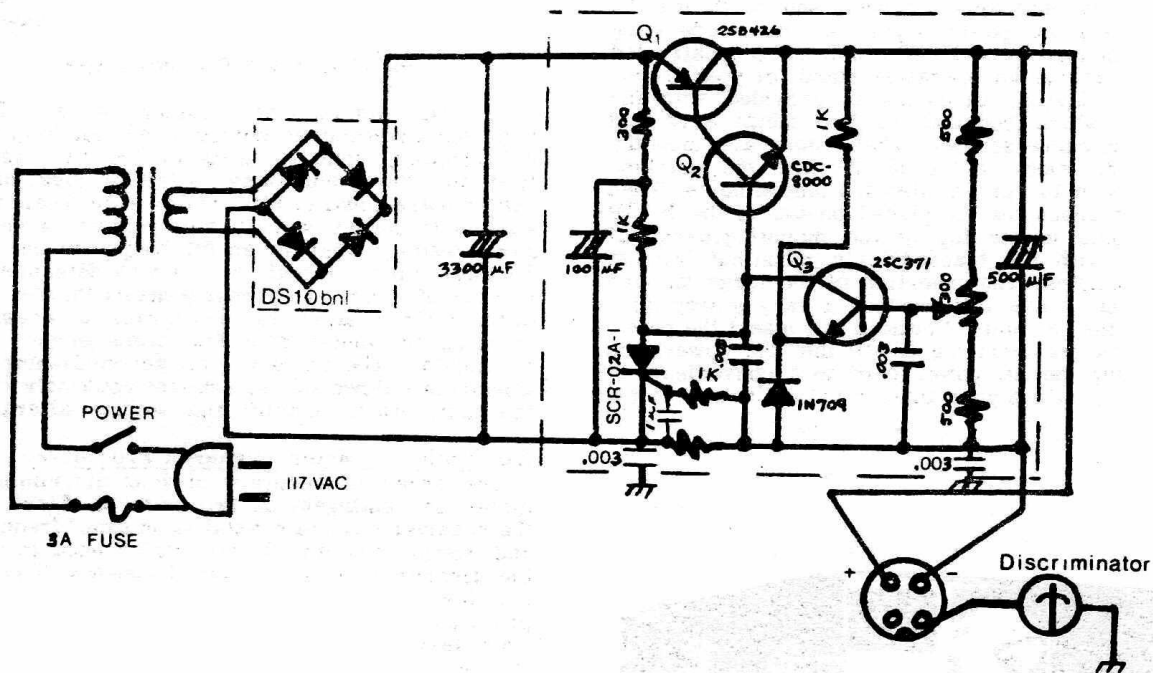 Q1
2SB426
300
1K
500
Q2
CDC-
8000
1K
3300 µF
100 µF
Q3
2SC371
300
500 µF
DS10bnl
SCR-02A-1
.003
1K
.003
1N709
500
POWER
.003
.003
117 VAC
3A FUSE
+
-
Discriminator